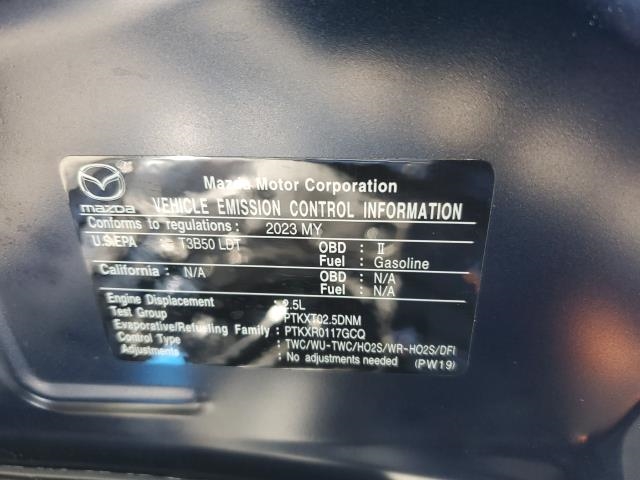 Mazda Motor Corporation
mazda VEHICLE EMISSION CONTROL INFORMATION
Conforms to regulations : 2023 MY
U.S.EPA : T3B50 LDT OBD : II
Fuel : Gasoline
California : N/A OBD : N/A
Fuel : N/A
Engine Displacement : 2.5L
Test Group : PTKXT02.5DNM
Evaporative/Refueling Family : PTKXR0117GCQ
Control Type : TWC/WU-TWC/HO2S/WR-HO2S/DFI
Adjustments : No adjustments needed (PW19)